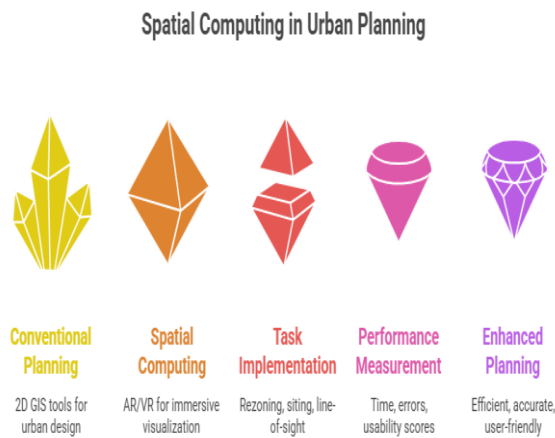 Spatial Computing in Urban Planning
Conventional
Planning
2D GIS tools for
urban design
Spatial
Computing
AR/VR for immersive
visualization
Task
Implementation
Rezoning, siting, line-
of-sight
Performance
Measurement
Time, errors,
usability scores
Enhanced
Planning
Efficient, accurate,
user-friendly